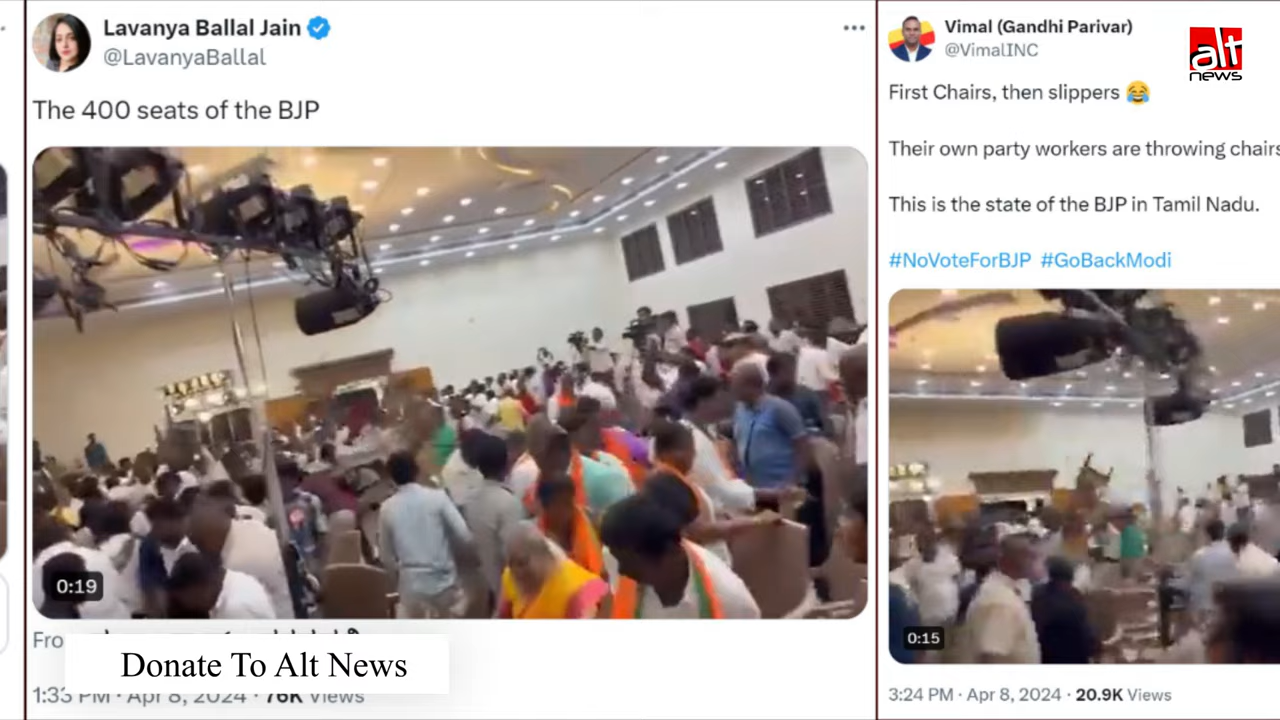 Lavanya Ballal Jain
@LavanyaBallal
The 400 seats of the BJP
0:19
Fro
1:33 PM · Apr 8, 2024 · 76K Views
Donate To Alt News
Vimal (Gandhi Parivar)
@VimalINC
alt
news
First Chairs, then slippers 😂
Their own party workers are throwing chairs
This is the state of the BJP in Tamil Nadu.
#NoVoteForBJP #GoBackModi
0:15
3:24 PM · Apr 8, 2024 · 20.9K Views